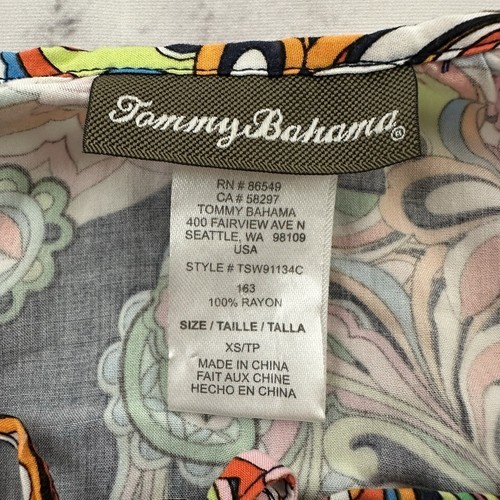 Tommy Bahama®
RN # 86549
CA # 58297
TOMMY BAHAMA
400 FAIRVIEW AVE N
SEATTLE, WA 98109
USA
STYLE # TSW91134C
163
100% RAYON
SIZE / TAILLE / TALLA
XS/TP
MADE IN CHINA
FAIT AUX CHINE
HECHO EN CHINA